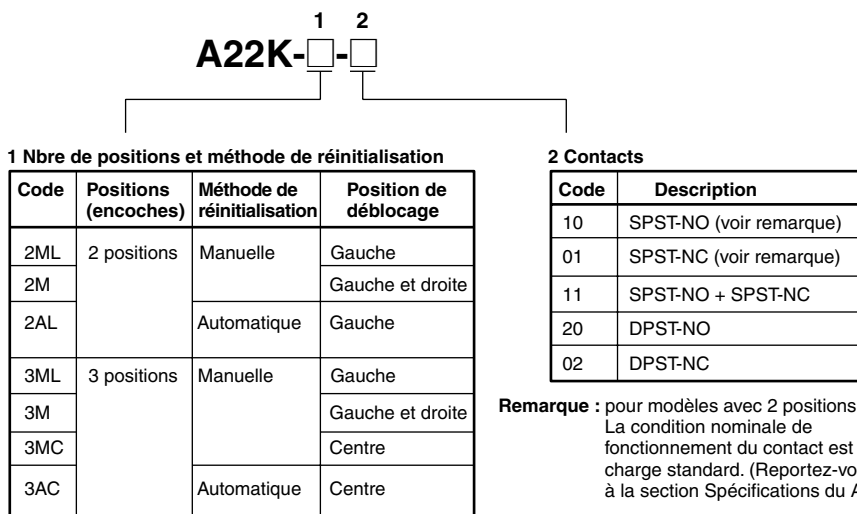 1 2
A22K-□-□
1 Nbre de positions et méthode de réinitialisation
Code Positions (encoches) Méthode de réinitialisation Position de déblocage
2ML 2 positions Manuelle Gauche
2M Gauche et droite
2AL Automatique Gauche
3ML 3 positions Manuelle Gauche
3M Gauche et droite
3MC Centre
3AC Automatique Centre
2 Contacts
Code Description
10 SPST-NO (voir remarque)
01 SPST-NC (voir remarque)
11 SPST-NO + SPST-NC
20 DPST-NO
02 DPST-NC
Remarque : pour modèles avec 2 positions
La condition nominale de
fonctionnement du contact est
charge standard. (Reportez-vo
à la section Spécifications du A